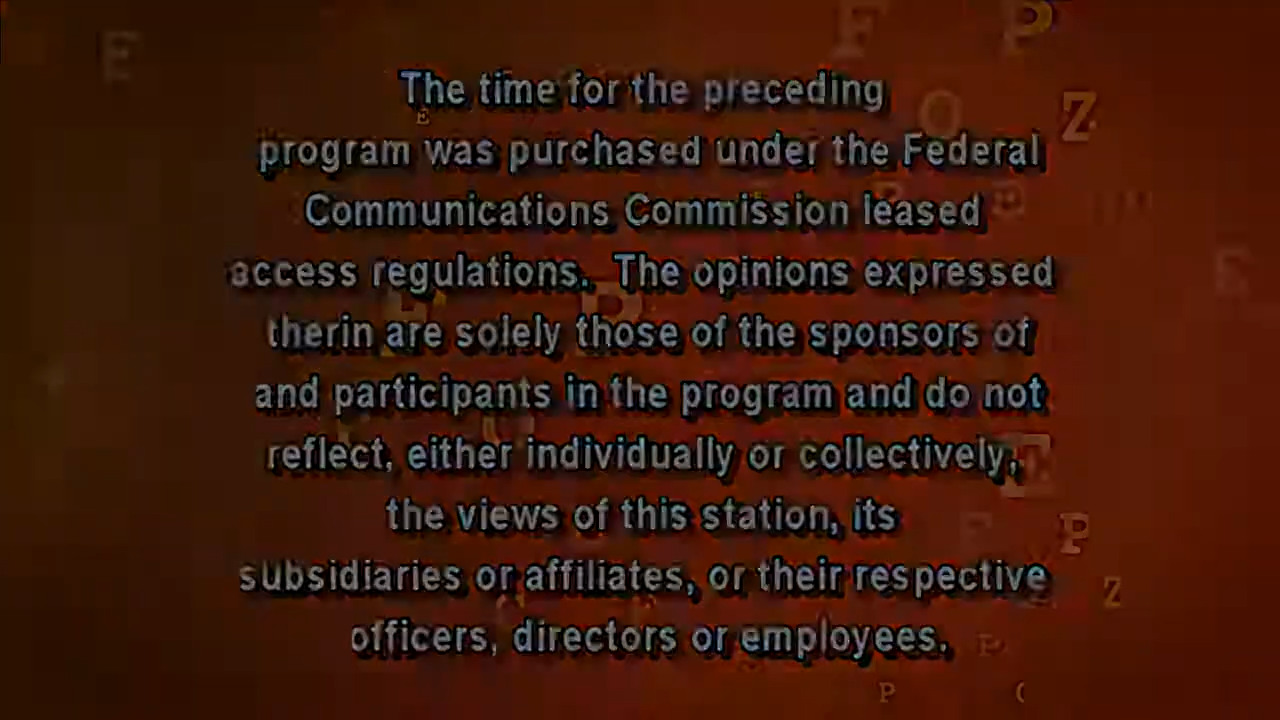 The time for the preceding
program was purchased under the Federal
Communications Commission leased
access regulations. The opinions expressed
therin are solely those of the sponsors of
and participants in the program and do not
reflect, either individually or collectively,
the views of this station, its
subsidiaries or affiliates, or their respective
officers, directors or employees.